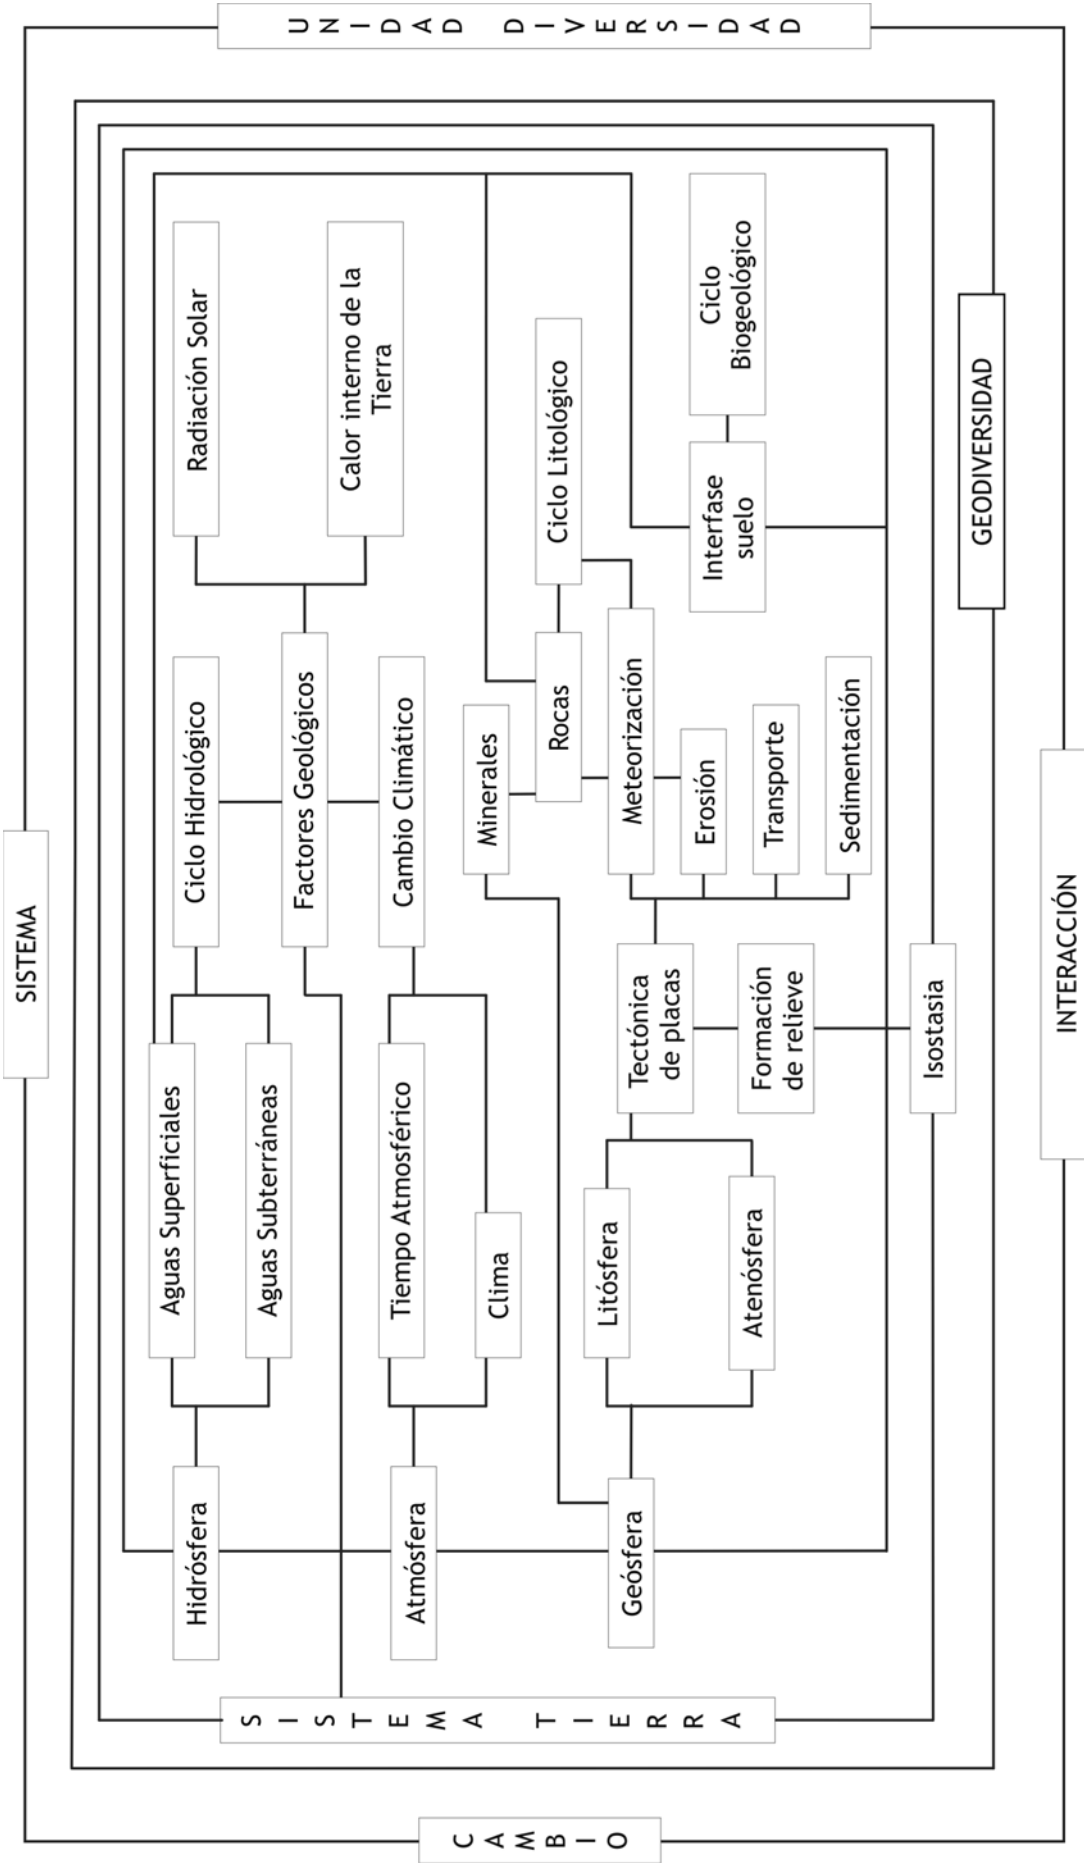 SISTEMA
CAMBIO
SISTEMA TIERRA
Hidrósfera
Aguas Superficiales
Aguas Subterráneas
Ciclo Hidrológico
Radiación Solar
Factores Geológicos
Calor interno de la
Tierra
Atmósfera
Tiempo Atmosférico
Clima
Cambio Climático
Minerales
Rocas
Ciclo Litológico
Geósfera
Litósfera
Atenósfera
Tectónica
de placas
Formación
de relieve
Isostasia
Meteorización
Erosión
Transporte
Sedimentación
Interfase
suelo
Ciclo
Biogeológico
GEODIVERSIDAD
UNIDAD DIVERSIDAD
INTERACCIÓN